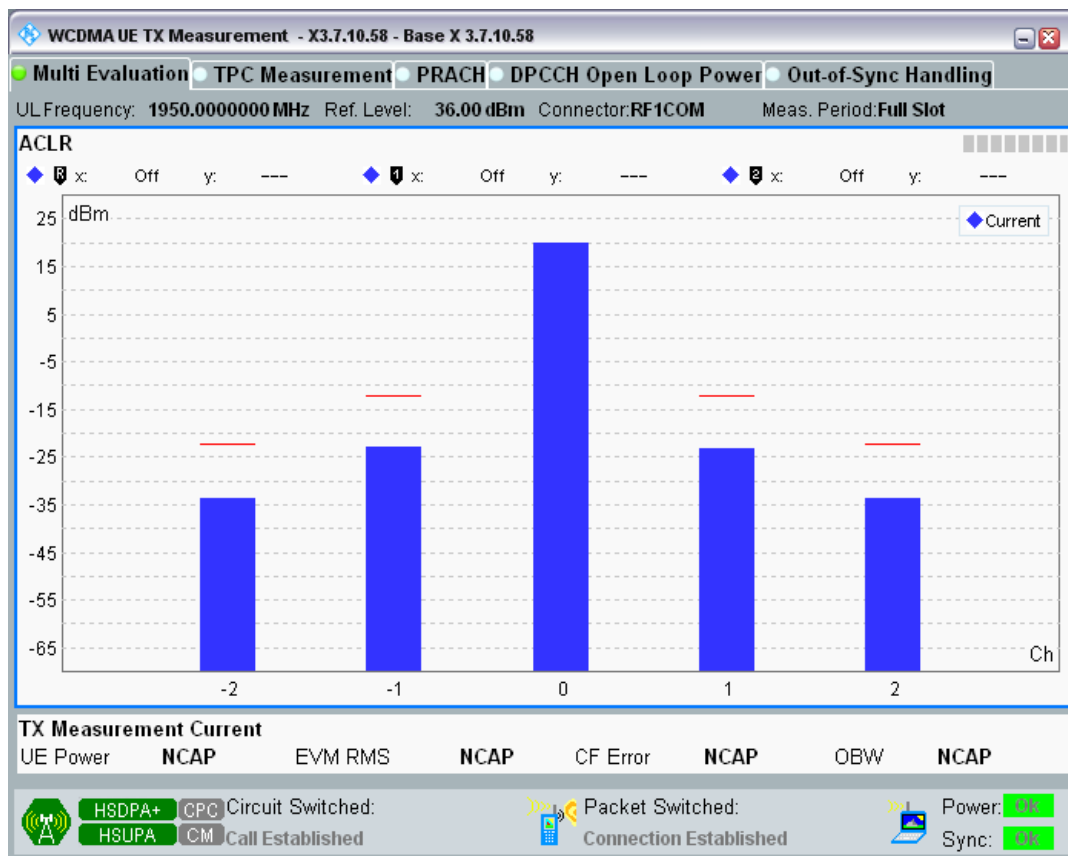 WCDMA UE TX Measurement - X3.7.10.58 - Base X 3.7.10.58
Multi Evaluation TPC Measurement PRACH DPCCH Open Loop Power Out-of-Sync Handling
UL Frequency: 1950.0000000 MHz Ref. Level: 36.00 dBm Connector:RF1COM Meas. Period:Full Slot
ACLR
R x: Off y: --- 1 x: Off y: --- 2 x: Off y: ---
dBm
Current
25
15
5
-5
-15
-25
-35
-45
-55
-65
Ch
-2 -1 0 1 2
TX Measurement Current
UE Power NCAP EVM RMS NCAP CF Error NCAP OBW NCAP
HSDPA+ CPC Circuit Switched: Packet Switched: Power: OK
HSUPA CM Call Established Connection Established Sync: OK